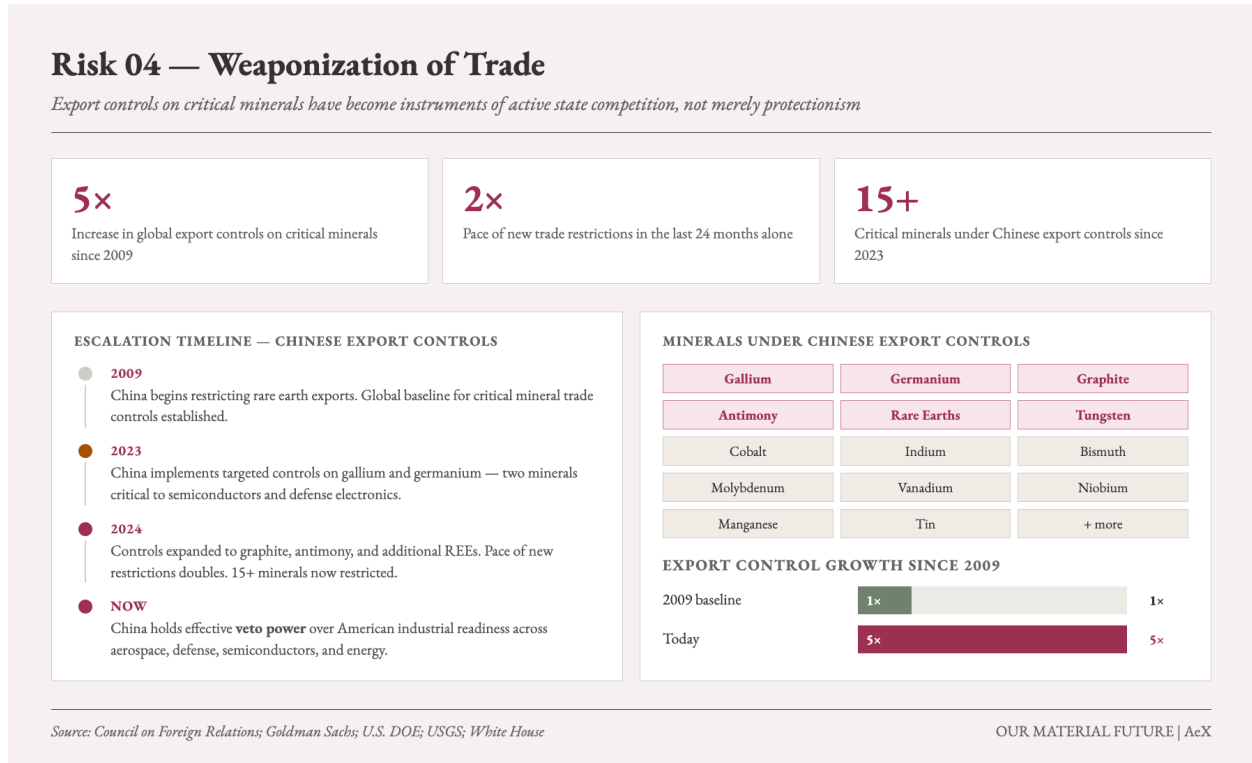 Risk 04 — Weaponization of Trade
Export controls on critical minerals have become instruments of active state competition, not merely protectionism
5×
Increase in global export controls on critical minerals
since 2009
2×
Pace of new trade restrictions in the last 24 months alone
15+
Critical minerals under Chinese export controls since
2023
ESCALATION TIMELINE — CHINESE EXPORT CONTROLS
2009
China begins restricting rare earth exports. Global baseline for critical mineral trade
controls established.
2023
China implements targeted controls on gallium and germanium — two minerals
critical to semiconductors and defense electronics.
2024
Controls expanded to graphite, antimony, and additional REEs. Pace of new
restrictions doubles. 15+ minerals now restricted.
NOW
China holds effective veto power over American industrial readiness across
aerospace, defense, semiconductors, and energy.
MINERALS UNDER CHINESE EXPORT CONTROLS
Gallium Germanium Graphite
Antimony Rare Earths Tungsten
Cobalt Indium Bismuth
Molybdenum Vanadium Niobium
Manganese Tin + more
EXPORT CONTROL GROWTH SINCE 2009
2009 baseline 1× 1×
Today 5× 5×
Source: Council on Foreign Relations; Goldman Sachs; U.S. DOE; USGS; White House
OUR MATERIAL FUTURE | AeX